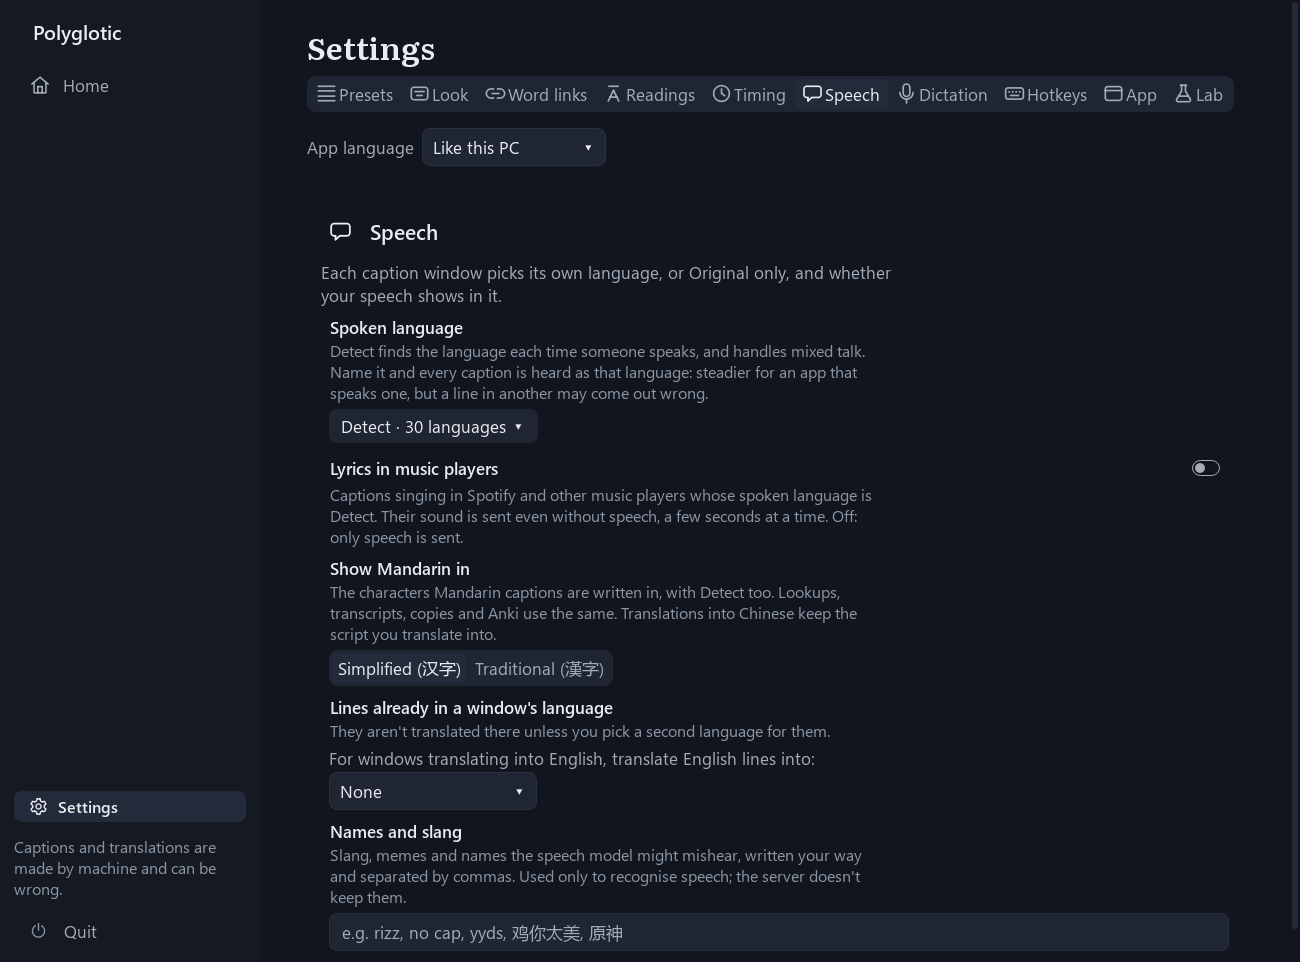 Polyglotic
Home
Settings
Presets Look Word links Readings Timing Speech Dictation Hotkeys App Lab
App language Like this PC
Speech
Each caption window picks its own language, or Original only, and whether
your speech shows in it.
Spoken language
Detect finds the language each time someone speaks, and handles mixed talk.
Name it and every caption is heard as that language: steadier for an app that
speaks one, but a line in another may come out wrong.
Detect · 30 languages
Lyrics in music players
Captions singing in Spotify and other music players whose spoken language is
Detect. Their sound is sent even without speech, a few seconds at a time. Off:
only speech is sent.
Show Mandarin in
The characters Mandarin captions are written in, with Detect too. Lookups,
transcripts, copies and Anki use the same. Translations into Chinese keep the
script you translate into.
Simplified (汉字) Traditional (漢字)
Lines already in a window's language
They aren't translated there unless you pick a second language for them.
For windows translating into English, translate English lines into:
None
Names and slang
Slang, memes and names the speech model might mishear, written your way
and separated by commas. Used only to recognise speech; the server doesn't
keep them.
e.g. rizz, no cap, yyds, 鸡你太美, 原神
Settings
Captions and translations are
made by machine and can be
wrong.
Quit